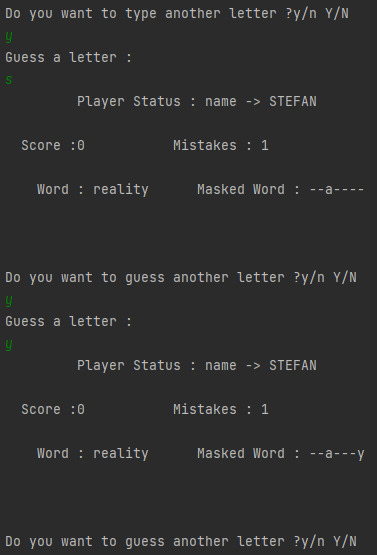 Do you want to type another letter ?y/n Y/N
y
Guess a letter :
s
Player Status : name -> STEFAN
Score :0 Mistakes : 1
Word : reality Masked Word : --a----
Do you want to guess another letter ?y/n Y/N
y
Guess a letter :
y
Player Status : name -> STEFAN
Score :0 Mistakes : 1
Word : reality Masked Word : --a---y
Do you want to guess another letter ?y/n Y/N